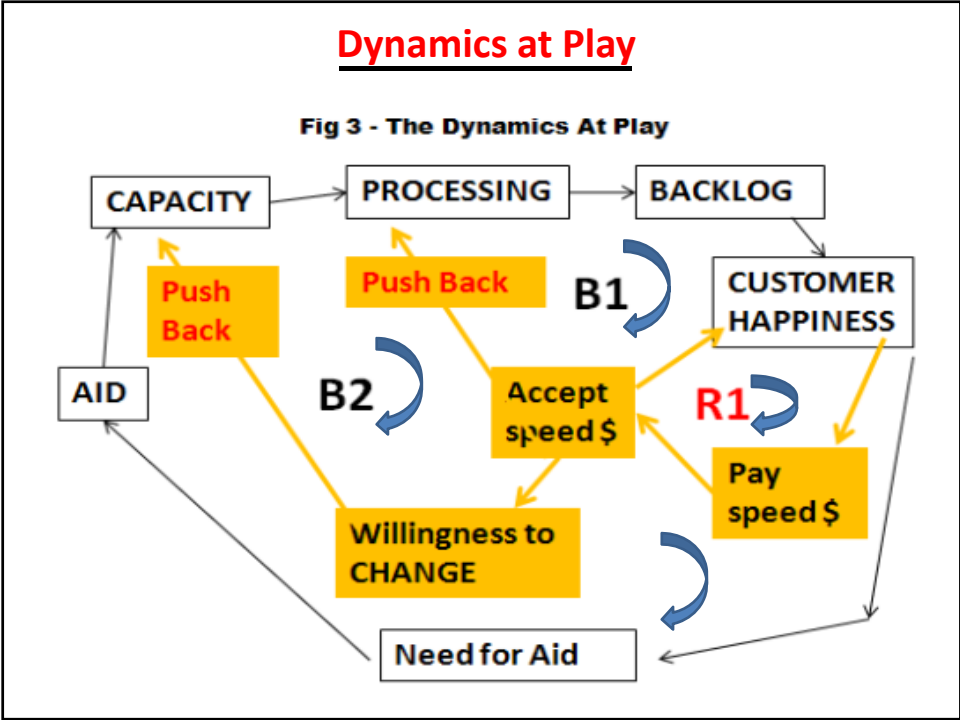 Dynamics at Play
Fig 3 - The Dynamics At Play
CAPACITY
PROCESSING
BACKLOG
Push
Back
Push Back
B1
CUSTOMER
HAPPINESS
AID
B2
Accept
speed $
R1
Pay
speed $
Willingness to
CHANGE
Need for Aid